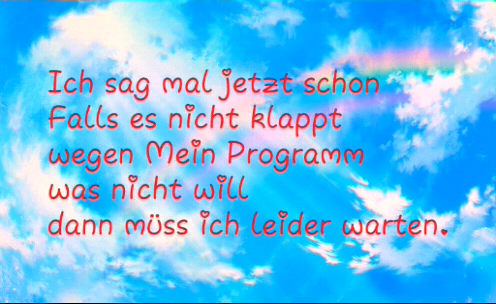 Ich sag mal jetzt schon
Falls es nicht klappt
wegen Mein Programm
was nicht will
dann müss ich leider warten.